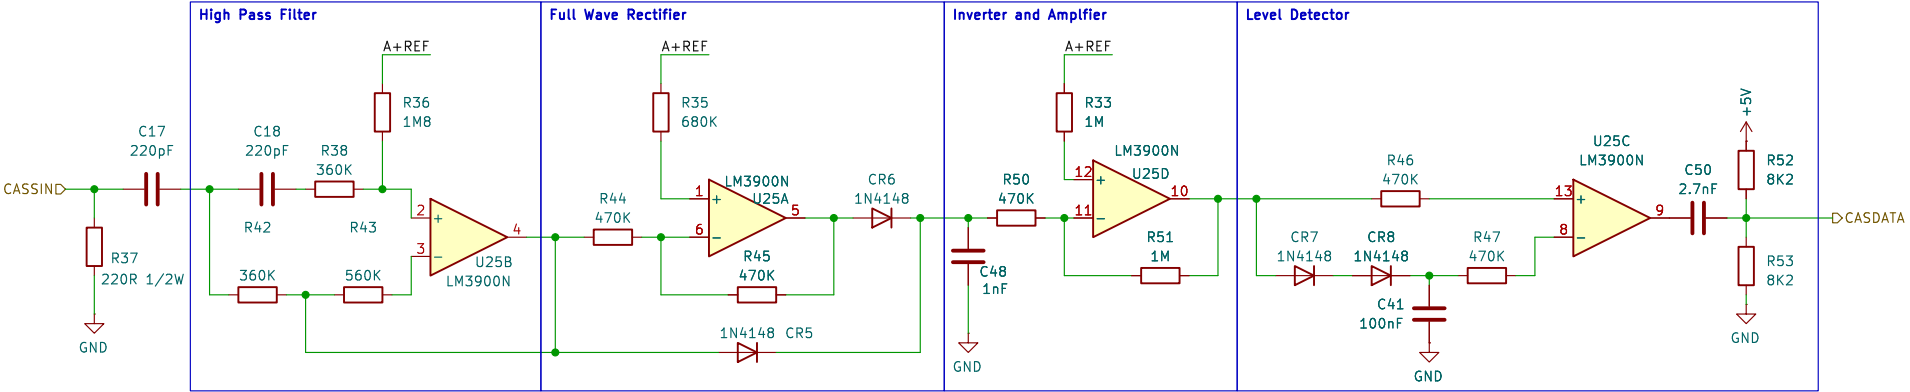 High Pass Filter
Full Wave Rectifier
Inverter and Amplfier
Level Detector
A+REF
A+REF
A+REF
+5V
R36
1M8
R35
680K
R33
1M
C17
220pF
C18
220pF
R38
360K
CASSIN
R42
R43
R37
220R 1/2W
360K
560K
GND
2
3
4
+
−
U25B
LM3900N
R44
470K
1
6
5
+
−
LM3900N
U25A
R45
470K
CR6
1N4148
1N4148 CR5
C48
1nF
GND
R50
470K
12
11
10
+
−
LM3900N
U25D
R51
1M
R46
470K
CR7
1N4148
CR8
1N4148
R47
470K
C41
100nF
GND
13
8
9
+
−
U25C
LM3900N
C50
2.7nF
R52
8K2
R53
8K2
GND
CASDATA